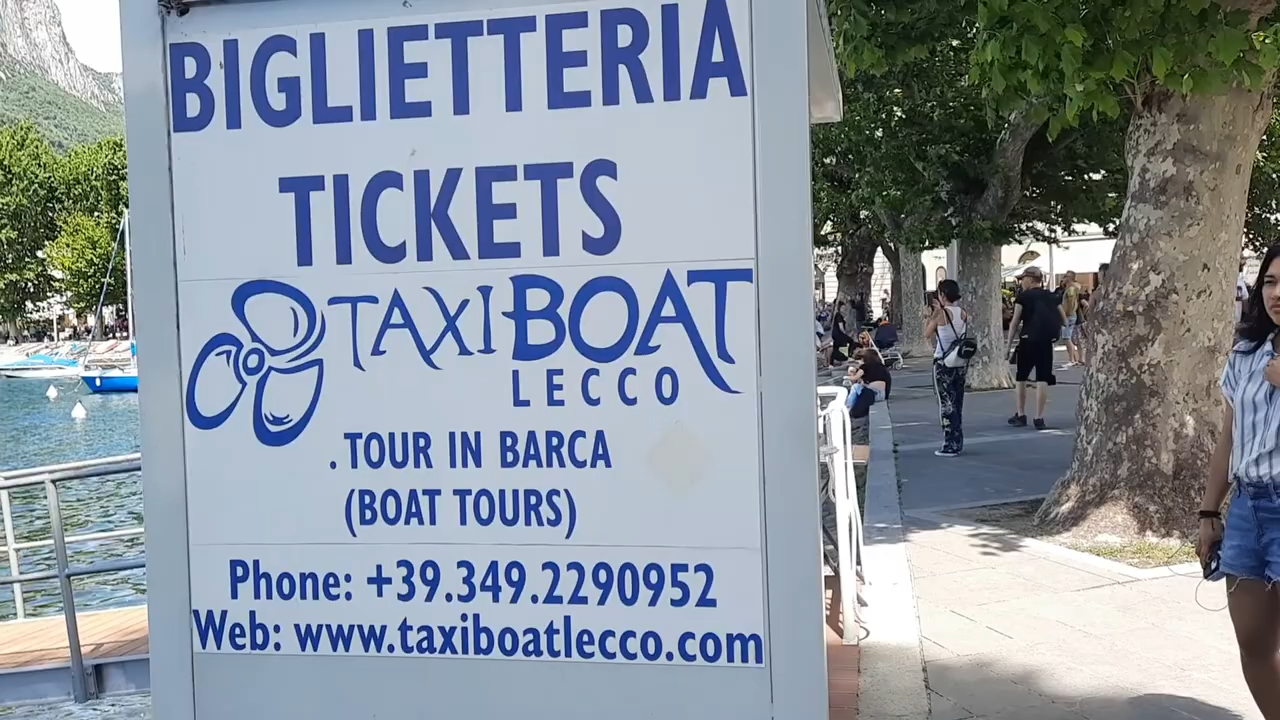 BIGLIETTERIA
TICKETS
TAXIBOAT
LECCO
.TOUR IN BARCA
(BOAT TOURS)
Phone: +39.349.2290952
Web: www.taxiboatlecco.com